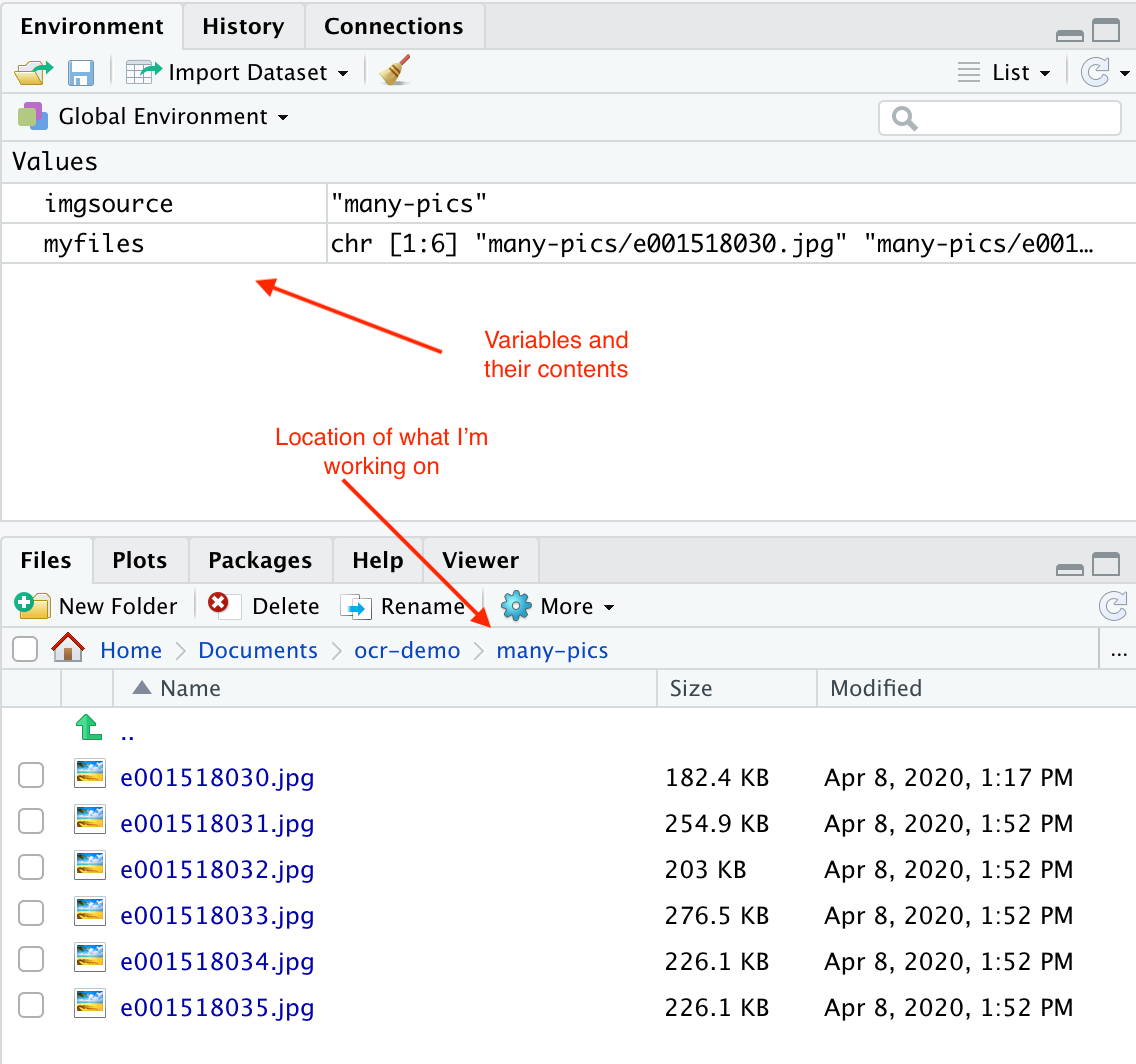 Environment History Connections
Import Dataset List
Global Environment
Values
imgsource "many-pics"
myfiles chr [1:6] "many-pics/e001518030.jpg" "many-pics/e001…
Variables and
their contents
Location of what I'm
working on
Files Plots Packages Help Viewer
New Folder Delete Rename More
Home Documents ocr-demo many-pics ...
Name Size Modified
..
e001518030.jpg 182.4 KB Apr 8, 2020, 1:17 PM
e001518031.jpg 254.9 KB Apr 8, 2020, 1:52 PM
e001518032.jpg 203 KB Apr 8, 2020, 1:52 PM
e001518033.jpg 276.5 KB Apr 8, 2020, 1:52 PM
e001518034.jpg 226.1 KB Apr 8, 2020, 1:52 PM
e001518035.jpg 226.1 KB Apr 8, 2020, 1:52 PM